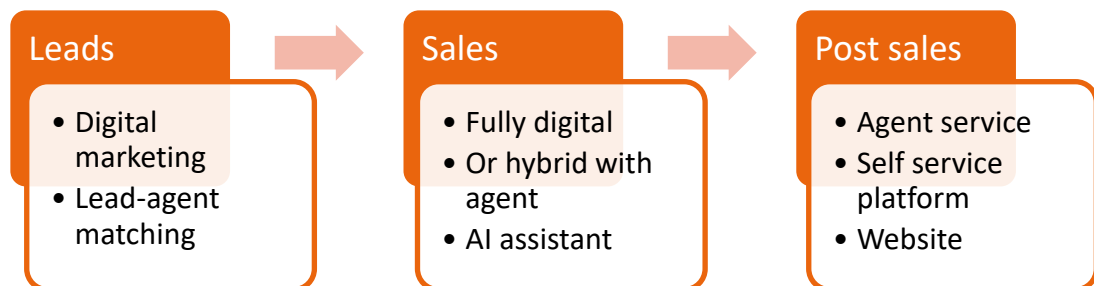 Leads
• Digital
marketing
• Lead-agent
matching
Sales
• Fully digital
• Or hybrid with
agent
• AI assistant
Post sales
• Agent service
• Self service
platform
• Website